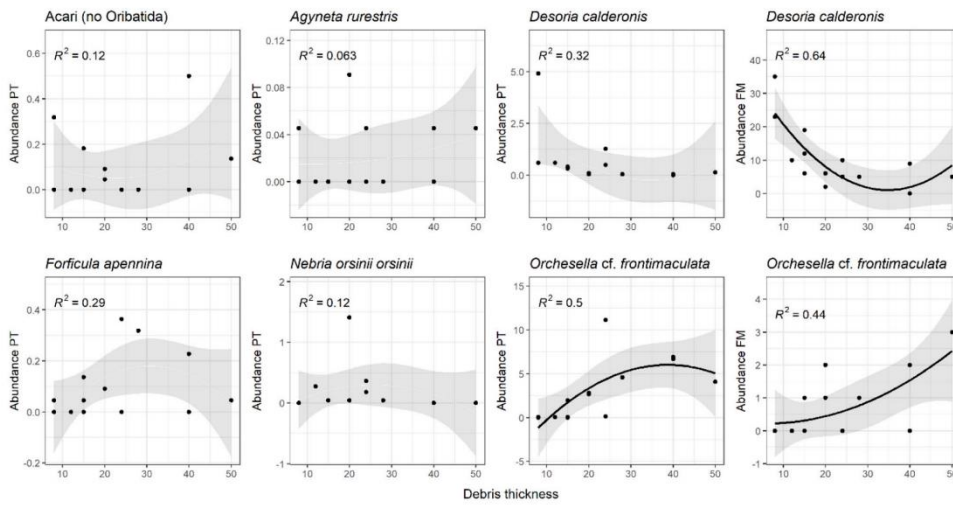 Acari (no Oribatida)
Agyneta rurestris
Desoria calderonis
Desoria calderonis
R² = 0.12
R² = 0.063
R² = 0.32
R² = 0.64
Abundance PT
0.6
0.4
0.2
0.0
10 20 30 40 50
Abundance PT
0.12
0.08
0.04
0.00
10 20 30 40 50
Abundance PT
5.0
2.5
0.0
10 20 30 40 50
Abundance FM
40
30
20
10
0
10 20 30 40 50
Forficula apennina
Nebria orsinii orsinii
Orchesella cf. frontimaculata
Orchesella cf. frontimaculata
R² = 0.29
R² = 0.12
R² = 0.5
R² = 0.44
Abundance PT
0.4
0.2
0.0
-0.2
10 20 30 40 50
Abundance PT
2
1
0
-1
10 20 30 40 50
Abundance PT
10
5
0
-5
10 20 30 40 50
Abundance FM
4
3
2
1
0
-1
10 20 30 40 50
Debris thickness